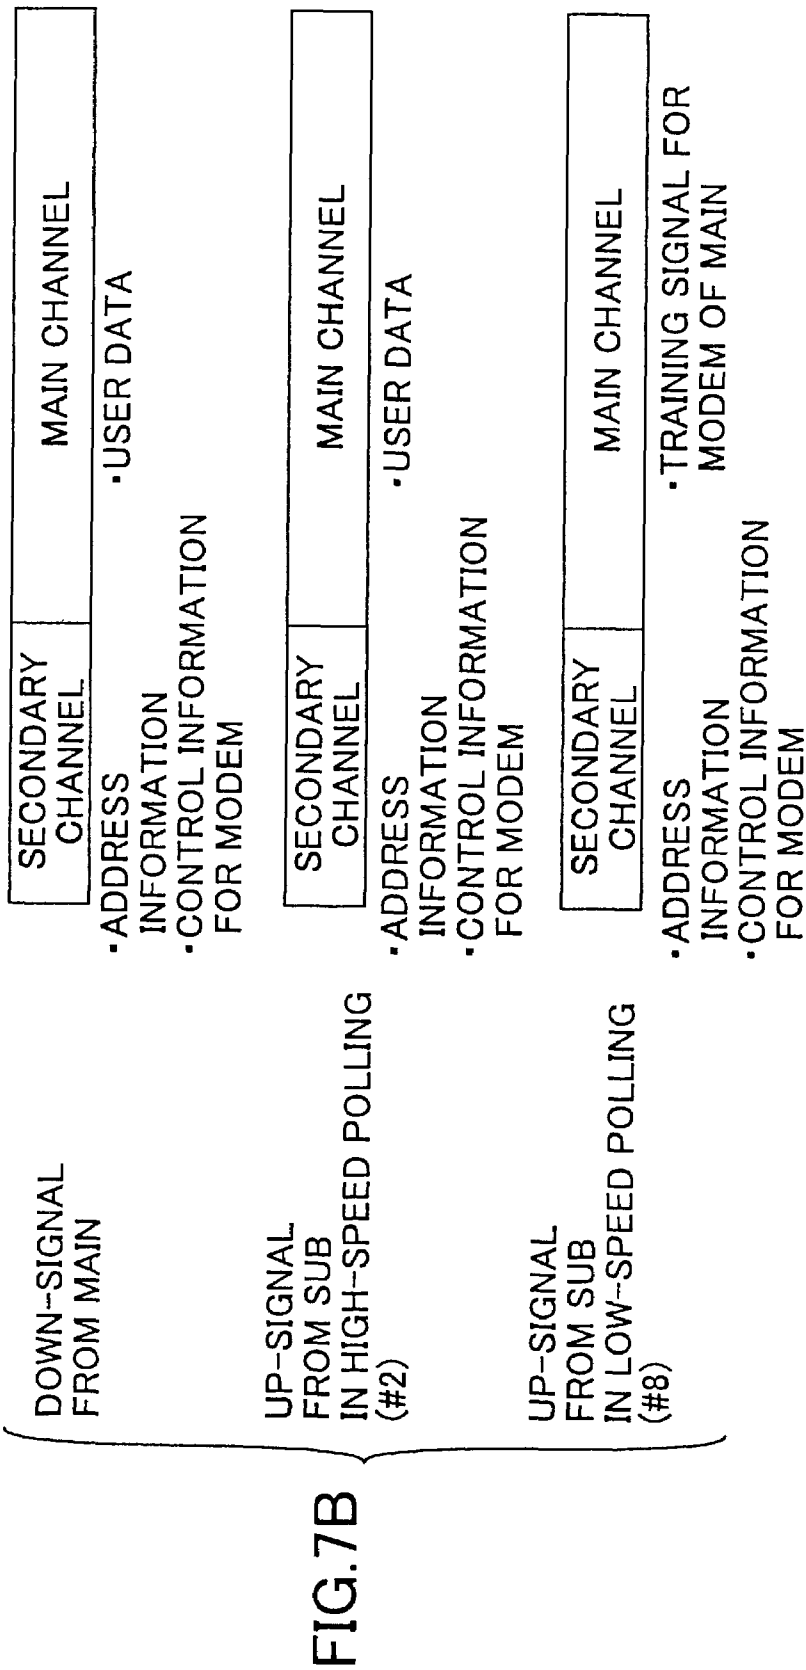 FIG.7B
DOWN-SIGNAL
FROM MAIN
SECONDARY
CHANNEL
MAIN CHANNEL
·ADDRESS
INFORMATION
·CONTROL INFORMATION
FOR MODEM
·USER DATA
UP-SIGNAL
FROM SUB
IN HIGH-SPEED POLLING
(#2)
SECONDARY
CHANNEL
MAIN CHANNEL
·ADDRESS
INFORMATION
·CONTROL INFORMATION
FOR MODEM
·USER DATA
UP-SIGNAL
FROM SUB
IN LOW-SPEED POLLING
(#8)
SECONDARY
CHANNEL
MAIN CHANNEL
·ADDRESS
INFORMATION
·CONTROL INFORMATION
FOR MODEM
·TRAINING SIGNAL FOR
MODEM OF MAIN